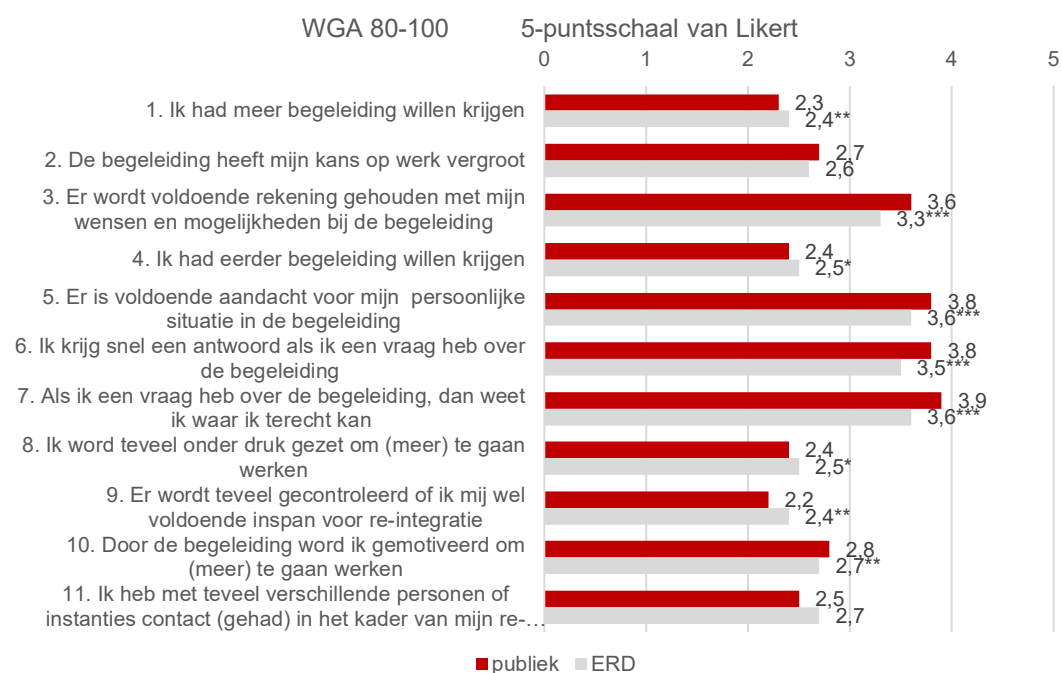 WGA 80-100 5-puntsschaal van Likert
0 1 2 3 4 5
1. Ik had meer begeleiding willen krijgen
2,3
2,4**
2. De begeleiding heeft mijn kans op werk vergroot
2,7
2,6
3. Er wordt voldoende rekening gehouden met mijn
wensen en mogelijkheden bij de begeleiding
3,6
3,3***
4. Ik had eerder begeleiding willen krijgen
2,4
2,5*
5. Er is voldoende aandacht voor mijn persoonlijke
situatie in de begeleiding
3,8
3,6***
6. Ik krijg snel een antwoord als ik een vraag heb over
de begeleiding
3,8
3,5***
7. Als ik een vraag heb over de begeleiding, dan weet
ik waar ik terecht kan
3,9
3,6***
8. Ik word teveel onder druk gezet om (meer) te gaan
werken
2,4
2,5*
9. Er wordt teveel gecontroleerd of ik mij wel
voldoende inspan voor re-integratie
2,2
2,4**
10. Door de begeleiding word ik gemotiveerd om
(meer) te gaan werken
2,8
2,7**
11. Ik heb met teveel verschillende personen of
instanties contact (gehad) in het kader van mijn re-…
2,5
2,7
publiek ERD